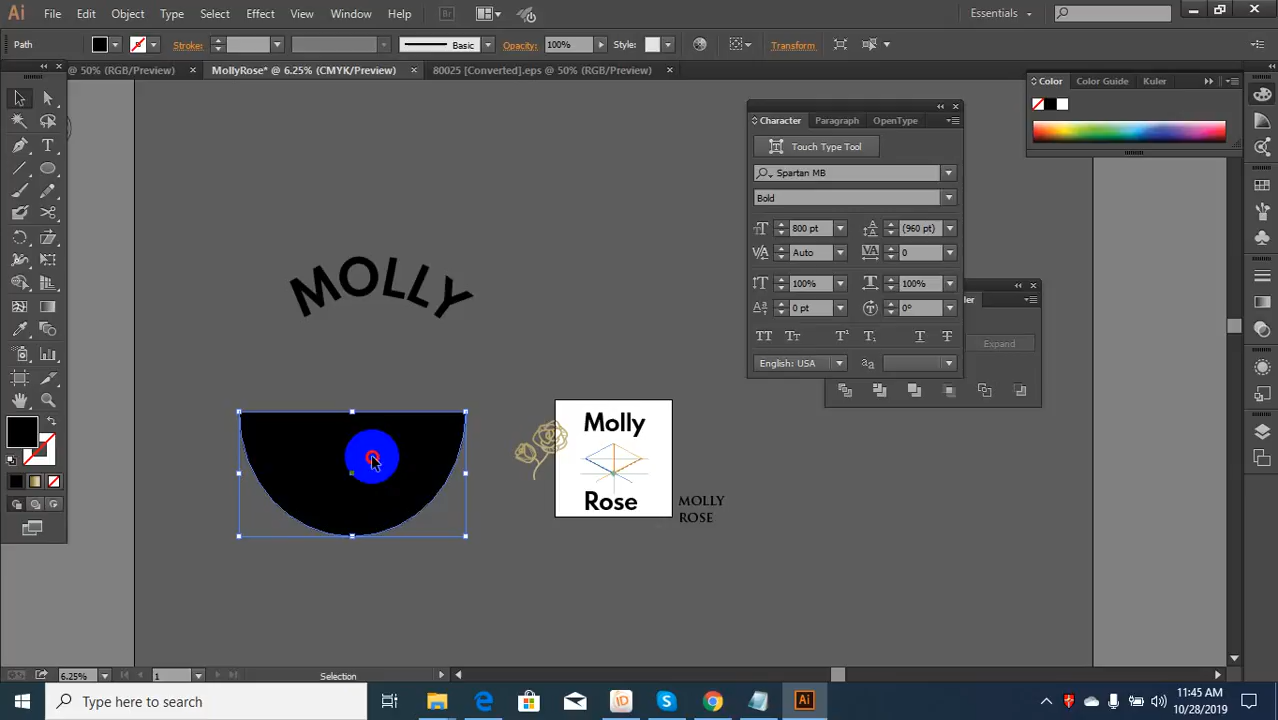 Ai File Edit Object Type Select Effect View Window Help Br Essentials
Path Stroke: Basic Opacity: 100% Style: Transform
@ 50% (RGB/Preview) × MollyRose* @ 6.25% (CMYK/Preview) × 80025 [Converted].eps @ 50% (RGB/Preview) ×
Color Color Guide Ruler
Character Paragraph OpenType
Touch Type Tool
Spartan MB
Bold
800 pt (960 pt)
Auto 0
100% 100%
0 pt 0°
English: USA
Expand
MOLLY
Molly
Rose
MOLLY
ROSE
6.25% 1 Selection
Type here to search
11:45 AM
10/28/2019